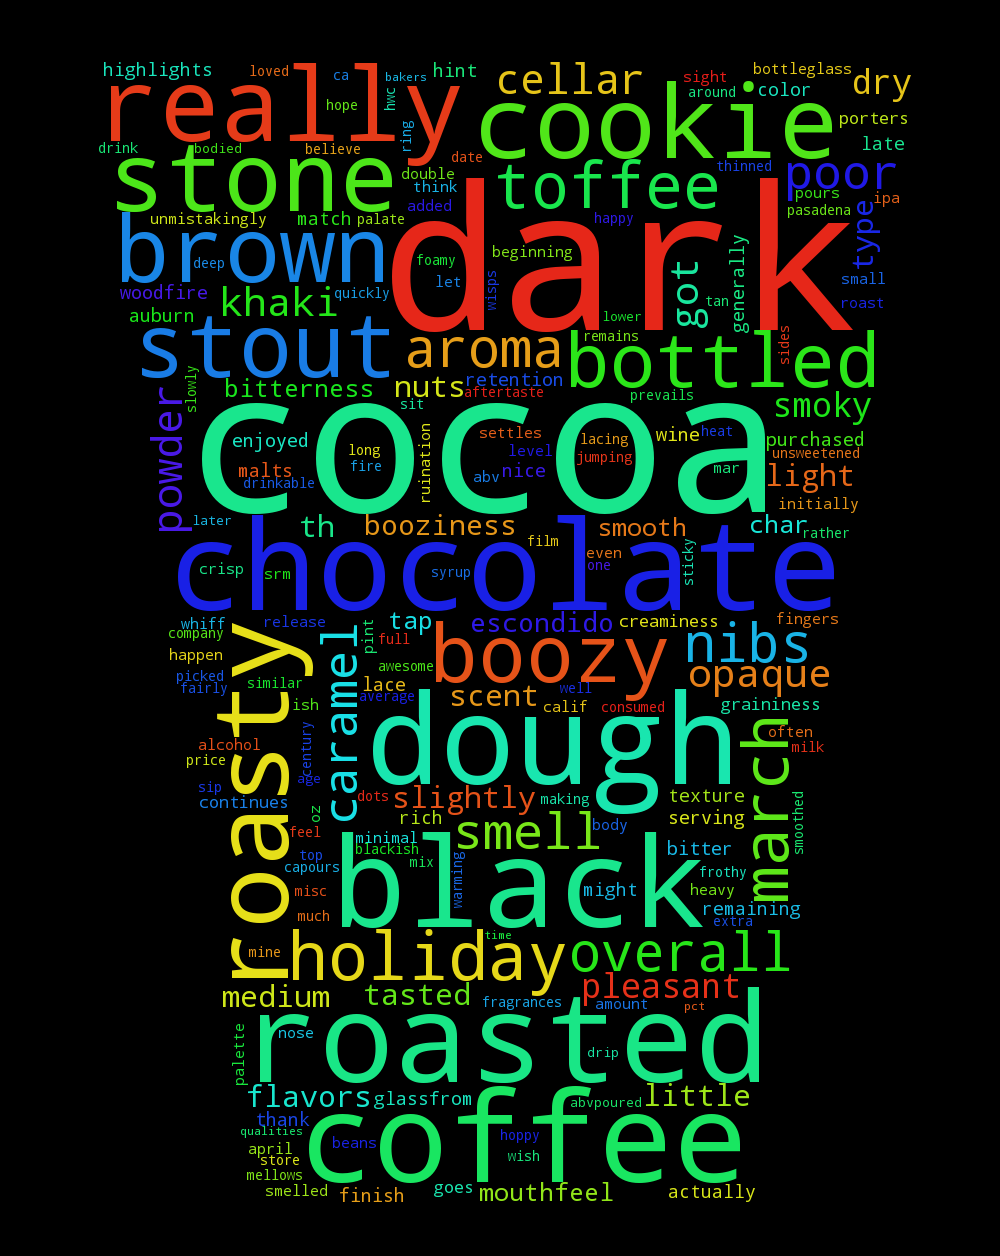 highlights loved ca bakers hint cellar sight bottleglass dry
really hope hwc cookie around color porters
drink bodied believe ring date late
stone double toffee thinned poor
think added happy pours ipa
unmistakingly match palate dark pasadena type
brown deep foamy beginning got generally
woodfire khaki quickly let wisps tan small roast
auburn lower
stout aroma remains sides
bitterness nuts retention bottled
slowly aftertaste prevails smoky
powder cocoa sit
enjoyed long settles lacing wine heat purchased
malts fire ruination level jumping unsweetened
drinkable abv nice mar light
later th booziness smooth char initially
film rather
crisp srm chocolate syrup even one sticky
whiff release tap escondido creaminess fingers
company pint full boozy nibs
happen caramel awesome
picked similar lace scent well opaque
fairly roasty ish average calif consumed graininess
alcohol century dough often
price milk
sip age dots slightly making texture march
continues oz rich serving smoothed
feel minimal smell body
top blackish bitter
capours mix warming frothy
misc black might heavy
much remaining
extra
mine holiday time overall
medium tasted fragrances pleasant
amount pct
palette nose roasted drip
flavors glassfrom abvpoured little
thank coffee
qualities beans hoppy
april store wish
mellows
smelled finish goes mouthfeel actually